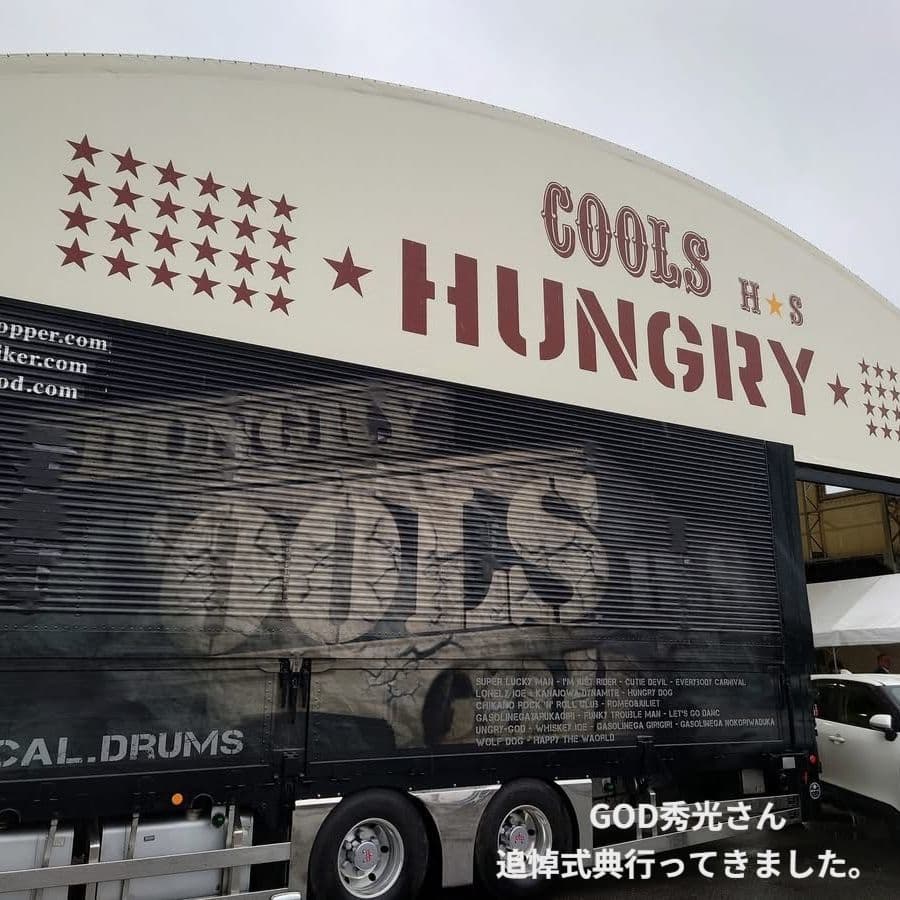 COOLS
H★S
HUNGRY
opper.com
iker.com
od.com
HUNGRY
COOLS
SUPER LUCKY MAN - I'M JUST RIDER - CUTIE DEVIL - EVERYBODY CARNIVAL
LONELY JOE - KANAIOWA DYNAMITE - HUNGRY DOG
CHIKANO ROCK 'N' ROLL CLUB - ROMEO&JULIET
GASOLINEGATARUKAGIRI - FUNKY TROUBLE MAN - LET'S GO DANC
UNGRY-GOD - WHISKEY JOE - GASOLINEGA GIRIGIRI - GASOLINEGA NOKORIWADUKA
WOLF DOG - HAPPY THE WAORLD
CAL.DRUMS
GOD秀光さん
追悼式典行ってきました。